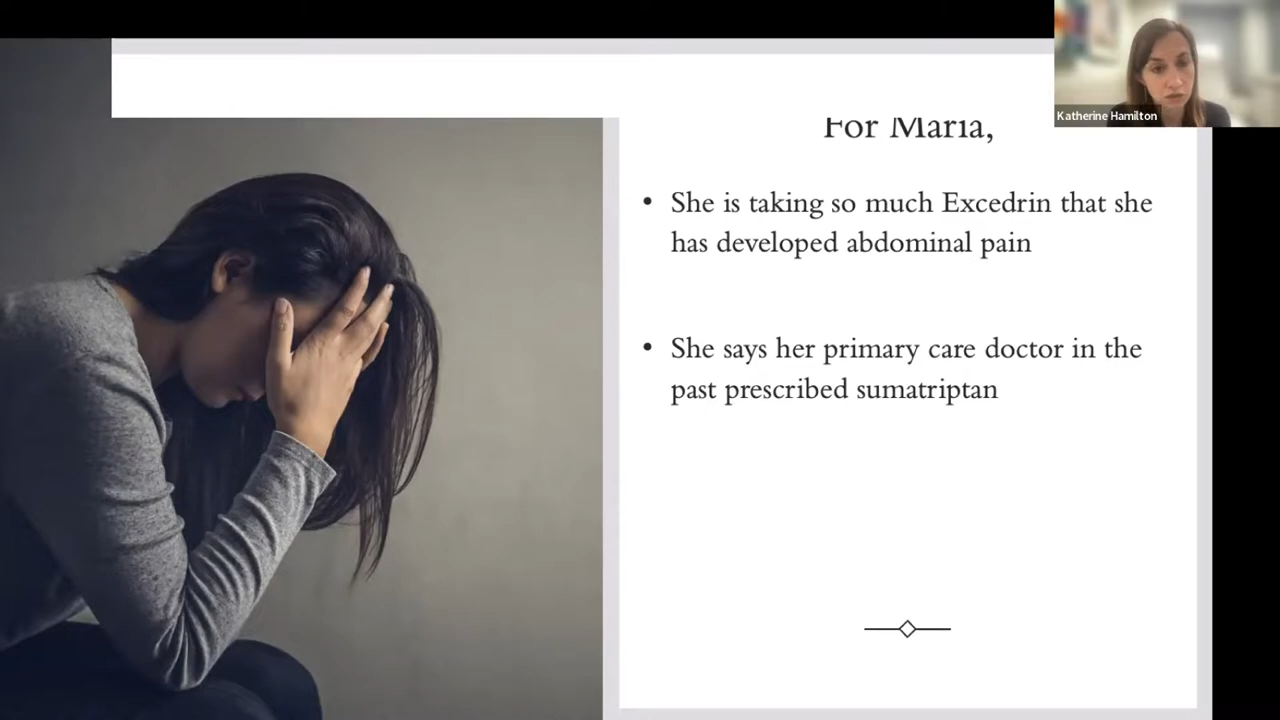 Katherine Hamilton
For Maria,
• She is taking so much Excedrin that she
has developed abdominal pain
• She says her primary care doctor in the
past prescribed sumatriptan